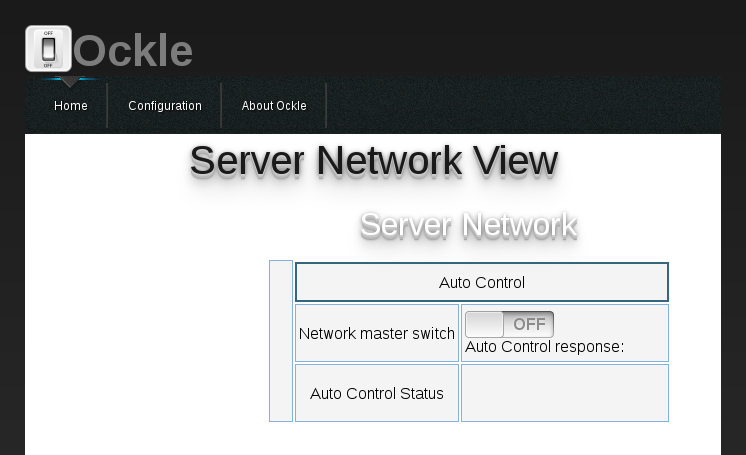 OFF
OFF
Ockle
Home Configuration About Ockle
Server Network View
Server Network
Auto Control
Network master switch OFF
Auto Control response:
Auto Control Status